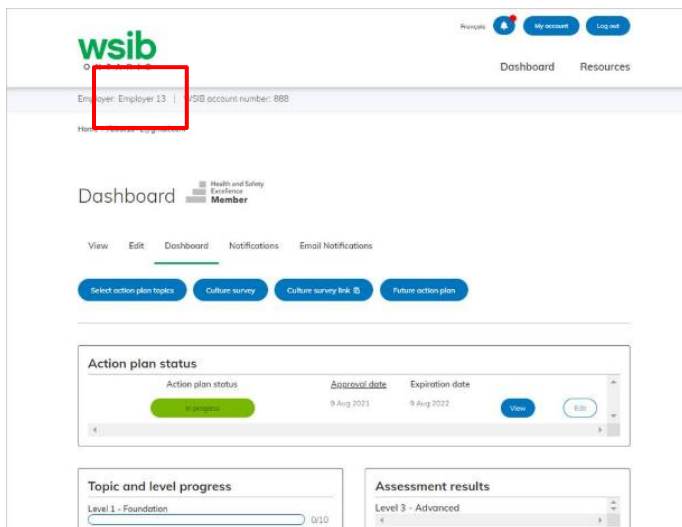 Français My account Log out
wsib
ONTARIO
Dashboard Resources
Employer: Employer 13 | WSIB account number: 888
Home
Dashboard
Health and Safety
Excellence
Member
View Edit Dashboard Notifications Email Notifications
Select action plan topics Culture survey Culture survey link Future action plan
Action plan status
Action plan status Approval date Expiration date
In progress 9 Aug 2021 9 Aug 2022 View Edit
Topic and level progress
Level 1 - Foundation
0/10
Assessment results
Level 3 - Advanced